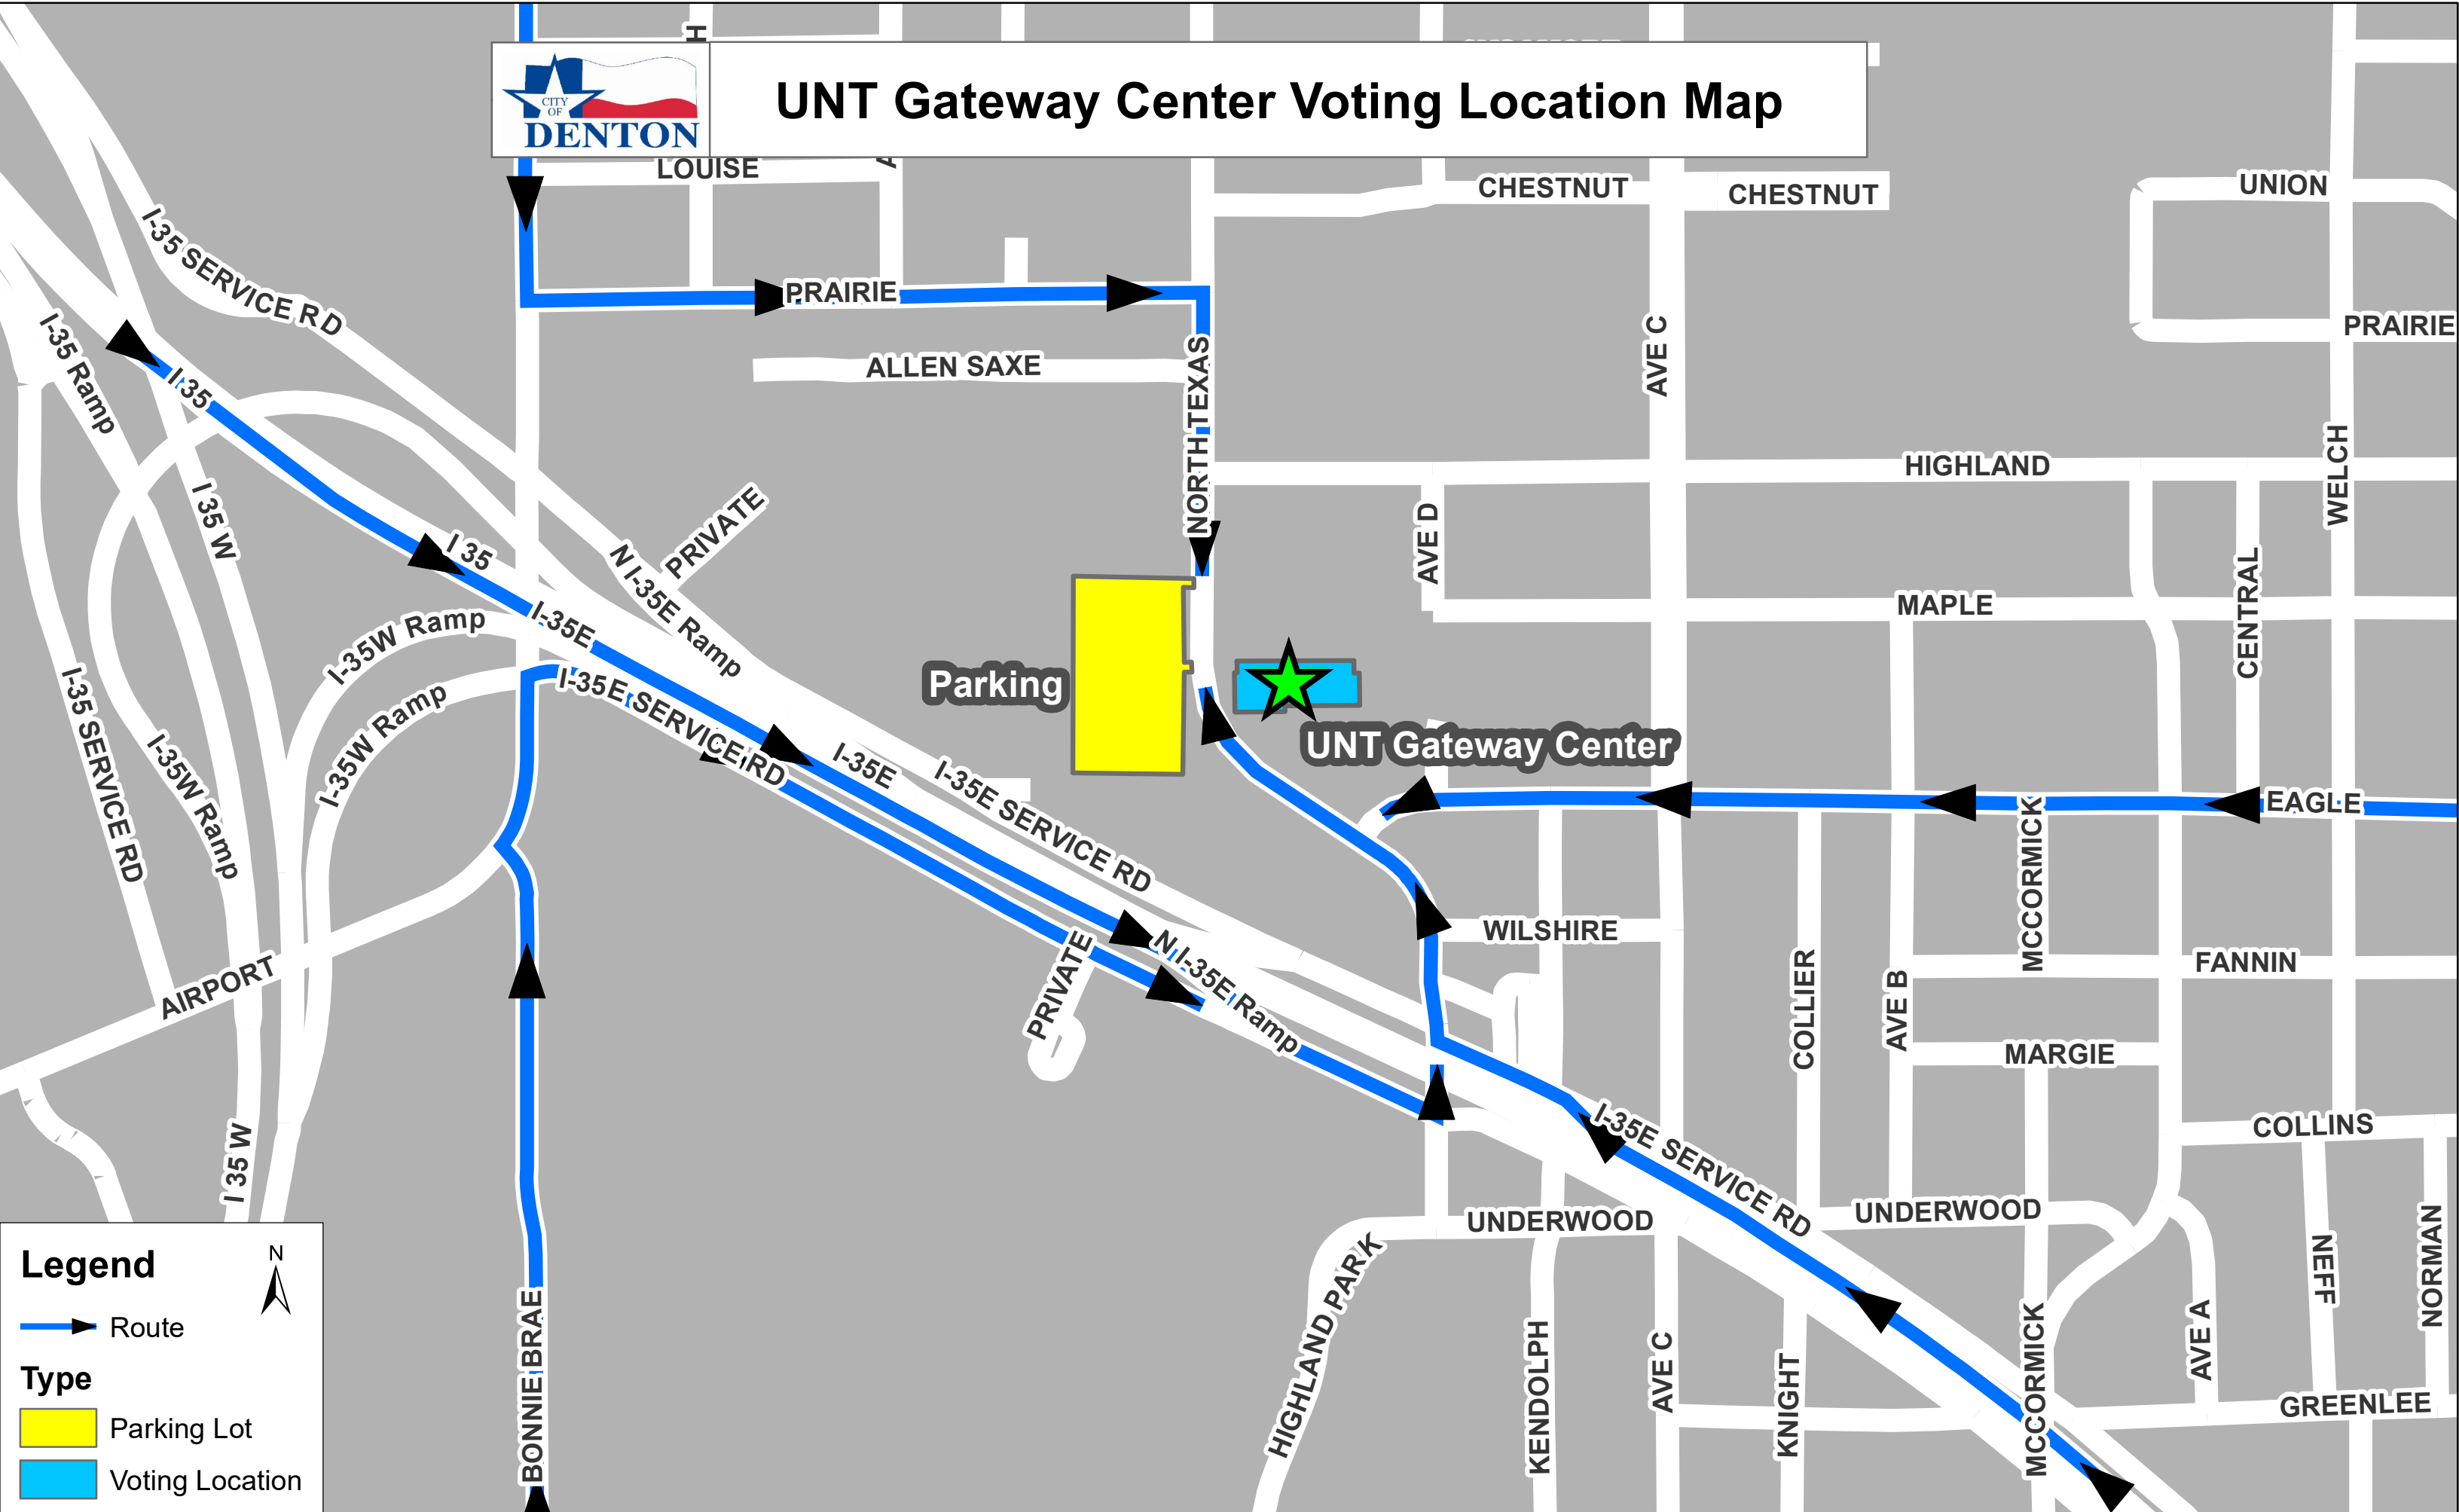 UNT Gateway Center Voting Location Map
CITY
OF
DENTON
H
LOUISE
CHESTNUT
CHESTNUT
UNION
I-35 SERVICE RD
PRAIRIE
PRAIRIE
I-35 Ramp
I 35
ALLEN SAXE
NORTH TEXAS
AVE C
HIGHLAND
WELCH
I 35 W
I 35
PRIVATE
N I-35E Ramp
AVE D
MAPLE
CENTRAL
I-35W Ramp
I-35E
I-35E SERVICE RD
Parking
UNT Gateway Center
I-35 SERVICE RD
I-35W Ramp
I-35W Ramp
I-35E
I-35E SERVICE RD
EAGLE
MCCORMICK
WILSHIRE
FANNIN
COLLIER
AVE B
AIRPORT
PRIVATE
N I-35E Ramp
MARGIE
I 35 W
I-35E SERVICE RD
COLLINS
UNDERWOOD
UNDERWOOD
HIGHLAND PARK
NEFF
NORMAN
BONNIE BRAE
KENDOLPH
AVE C
KNIGHT
MCCORMICK
AVE A
GREENLEE
Legend
N
Route
Type
Parking Lot
Voting Location